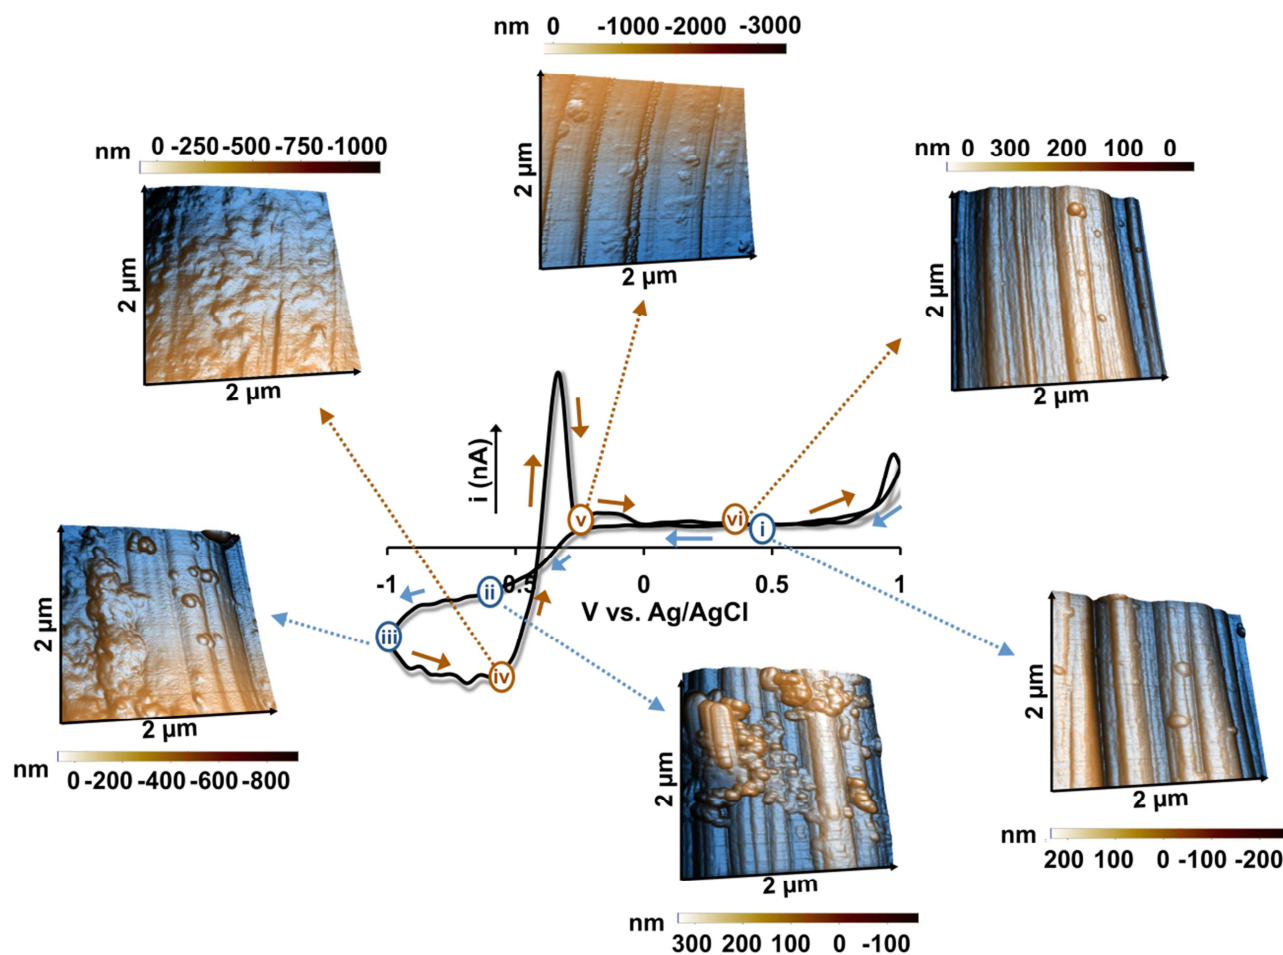 nm 0 -1000 -2000 -3000
2 µm
2 µm
nm 0 -250 -500 -750 -1000
2 µm
2 µm
nm 0 300 200 100 0
2 µm
2 µm
i (nA)
v
vi
i
-1 -0.5 0 0.5 1
V vs. Ag/AgCl
ii
iii
iv
2 µm
2 µm
nm 0 -200 -400 -600 -800
2 µm
2 µm
nm 300 200 100 0 -100
2 µm
2 µm
nm
200 100 0 -100 -200